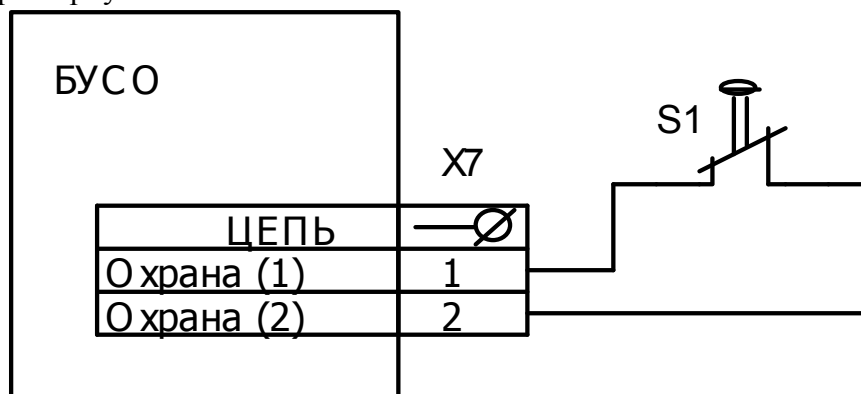 БУСО
S1
X7
ЦЕПЬ
Охрана (1) 1
Охрана (2) 2